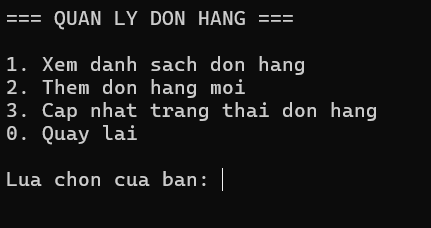 === QUAN LY DON HANG ===
1. Xem danh sach don hang
2. Them don hang moi
3. Cap nhat trang thai don hang
0. Quay lai
Lua chon cua ban: